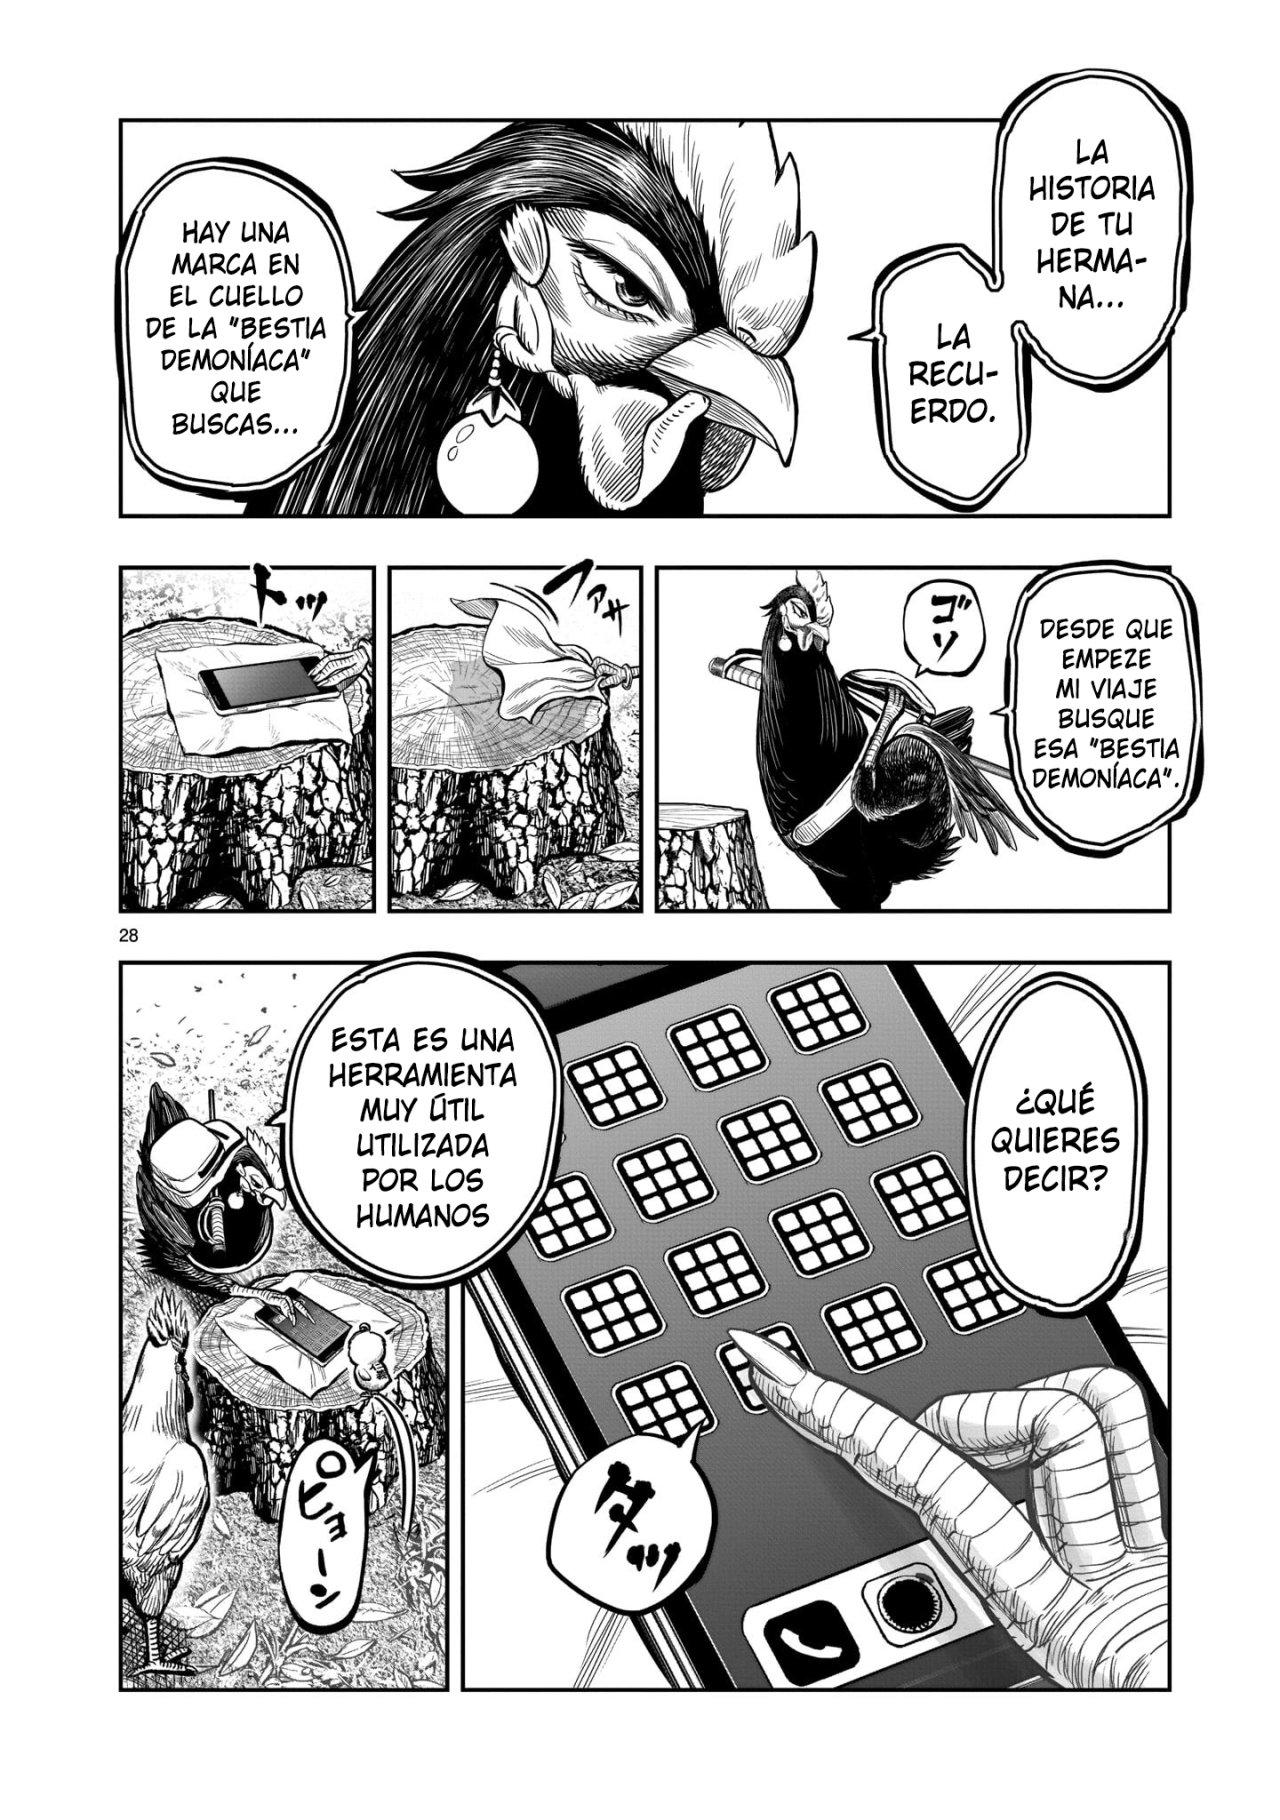 LA
HISTORIA
DE TU
HERMA-
NA...
LA
RECU-
ERDO.
HAY UNA
MARCA EN
EL CUELLO
DE LA "BESTIA
DEMONÍACA"
QUE
BUSCAS...
DESDE QUE
EMPEZE
MI VIAJE
BUSQUE
ESA "BESTIA
DEMONÍACA".
ゴソ
ファサ
トッ
28
¿QUÉ
QUIERES
DECIR?
ダッ
ESTA ES UNA
HERRAMIENTA
MUY ÚTIL
UTILIZADA
POR LOS
HUMANOS
ピョーン